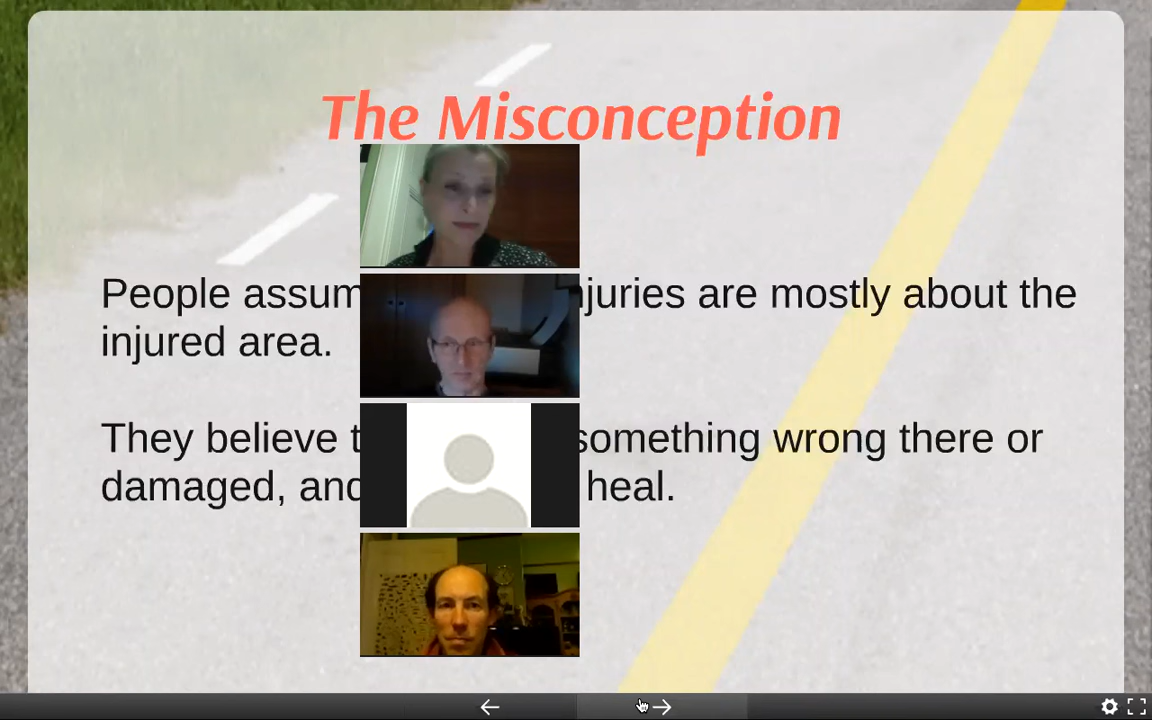 The Misconception
People assum njuries are mostly about the
injured area.
They believe t something wrong there or
damaged, and heal.